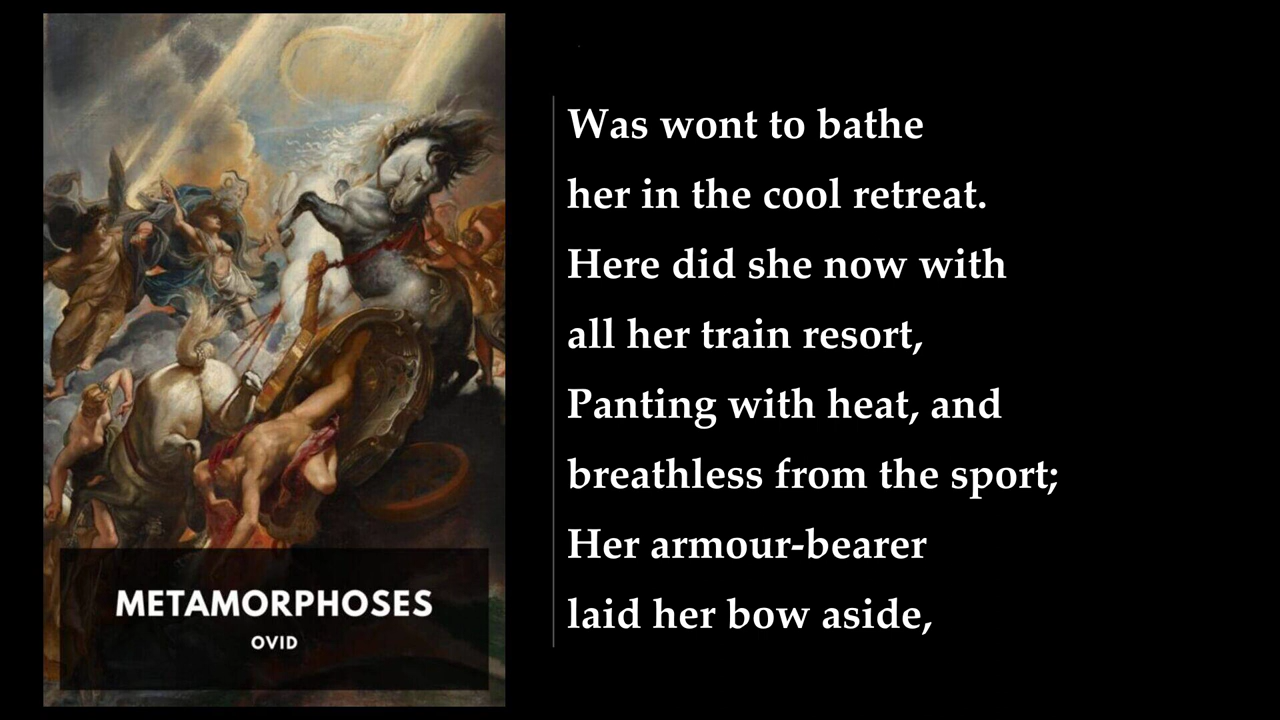 METAMORPHOSES
OVID
Was wont to bathe
her in the cool retreat.
Here did she now with
all her train resort,
Panting with heat, and
breathless from the sport;
Her armour-bearer
laid her bow aside,